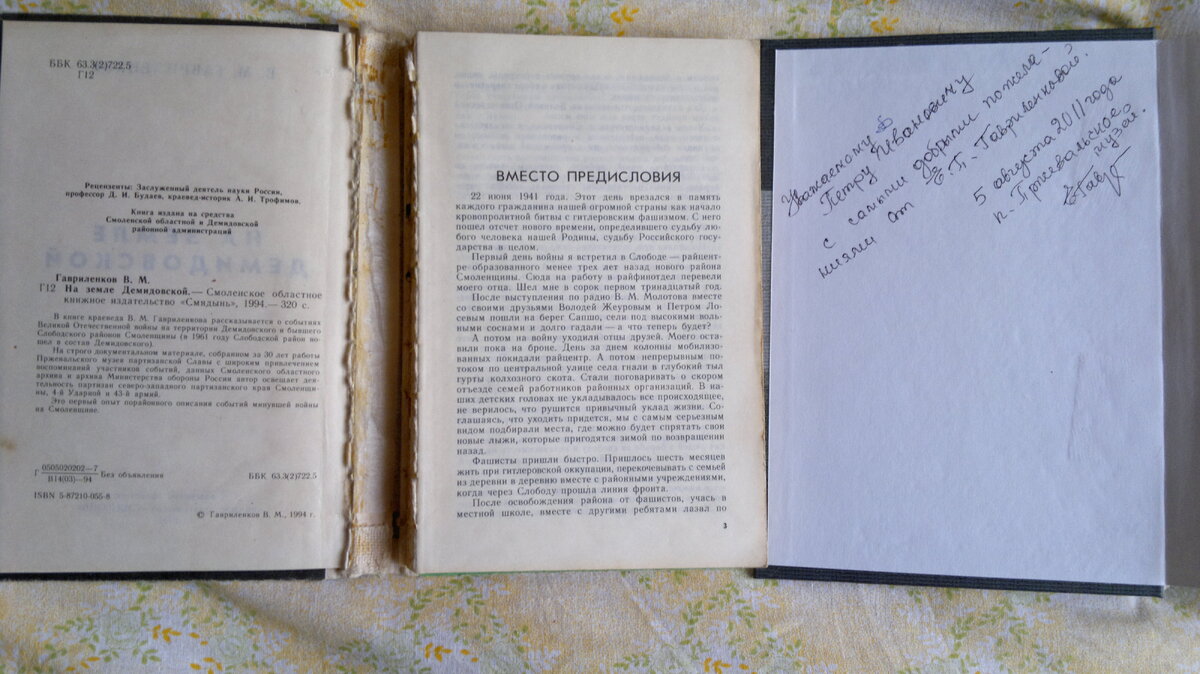 ББК 63.3(2)722.5
Г12
Рецензенты: Заслуженный деятель науки России,
профессор Д. И. Будаев, краевед-историк А. И. Трофимов.
Книга издана на средства
Смоленской областной и Демидовской
районной администраций
Гавриленков В. М.
Г12 На земле Демидовской.— Смоленское областное
книжное издательство «Смядынь», 1994.— 320 с.
В книге краеведа В. М. Гавриленкова рассказывается о событиях
Великой Отечественной войны на территории Демидовского и бывшего
Слободского районов Смоленщины (в 1961 году Слободской район во-
шел в состав Демидовского).
На строго документальном материале, собранном за 30 лет работы
Пржевальского музея партизанской Славы с широким привлечением
воспоминаний участников событий, данных Смоленского областного
архива и архива Министерства обороны России автор освещает дея-
тельность партизан северо-западного партизанского края Смоленщи-
ны, 4-й Ударной и 43-й армий.
Это первый опыт порайонного описания событий минувшей войны
на Смоленщине.
Г 0505020202—7
В14(03)—94
Без объявления
ББК 63.3(2)722.5
ISBN 5-87210-055-8
© Гавриленков В. М., 1994 г.
ВМЕСТО ПРЕДИСЛОВИЯ
22 июня 1941 года. Этот день врезался в память
каждого гражданина нашей огромной страны как начало
кровопролитной битвы с гитлеровским фашизмом. С него
пошел отсчет нового времени, определившего судьбу лю-
бого человека нашей Родины, судьбу Российского госу-
дарства в целом.
Первый день войны я встретил в Слободе — райцент-
ре образованного менее трех лет назад нового района
Смоленщины. Сюда на работу в райфинотдел перевели
моего отца. Шел мне в сорок первом тринадцатый год.
После выступления по радио В. М. Молотова вместе
со своими друзьями Володей Жеуровым и Петром Ло-
севым пошли на берег Сапшо, сели под высокими воль-
ными соснами и долго гадали — а что теперь будет?
А потом на войну уходили отцы друзей. Моего ос-
тавили пока на броне. День за днем колонны мобилизо-
ванных покидали райцентр. А потом непрерывным по-
током по центральной улице села гнали в глубокий тыл
гурты колхозного скота. Стали поговаривать о скором
отъезде семей работников районных организаций. В на-
ших детских головах не укладывалось все происходящее,
не верилось, что рушится привычный уклад жизни. Со-
глашаясь, что уходить придется, мы с самым серьезным
видом подбирали места, где можно будет спрятать свои
новые лыжи, которые пригодятся зимой по возвращении
назад.
Фашисты пришли быстро. Пришлось шесть месяцев
жить при гитлеровской оккупации, перекочевывать с семьей
из деревни в деревню вместе с районными учреждениями,
когда через Слободу прошла линия фронта.
После освобождения района от фашистов, учась в
местной школе, вместе с другими ребятами лазал по
3
Уважаемому
Петру Ивановичу
с самыми добрыми пожела-
ниями от Е. П. Гавриленковой.
5 августа 2011 года
п. Пржевальское
музей.